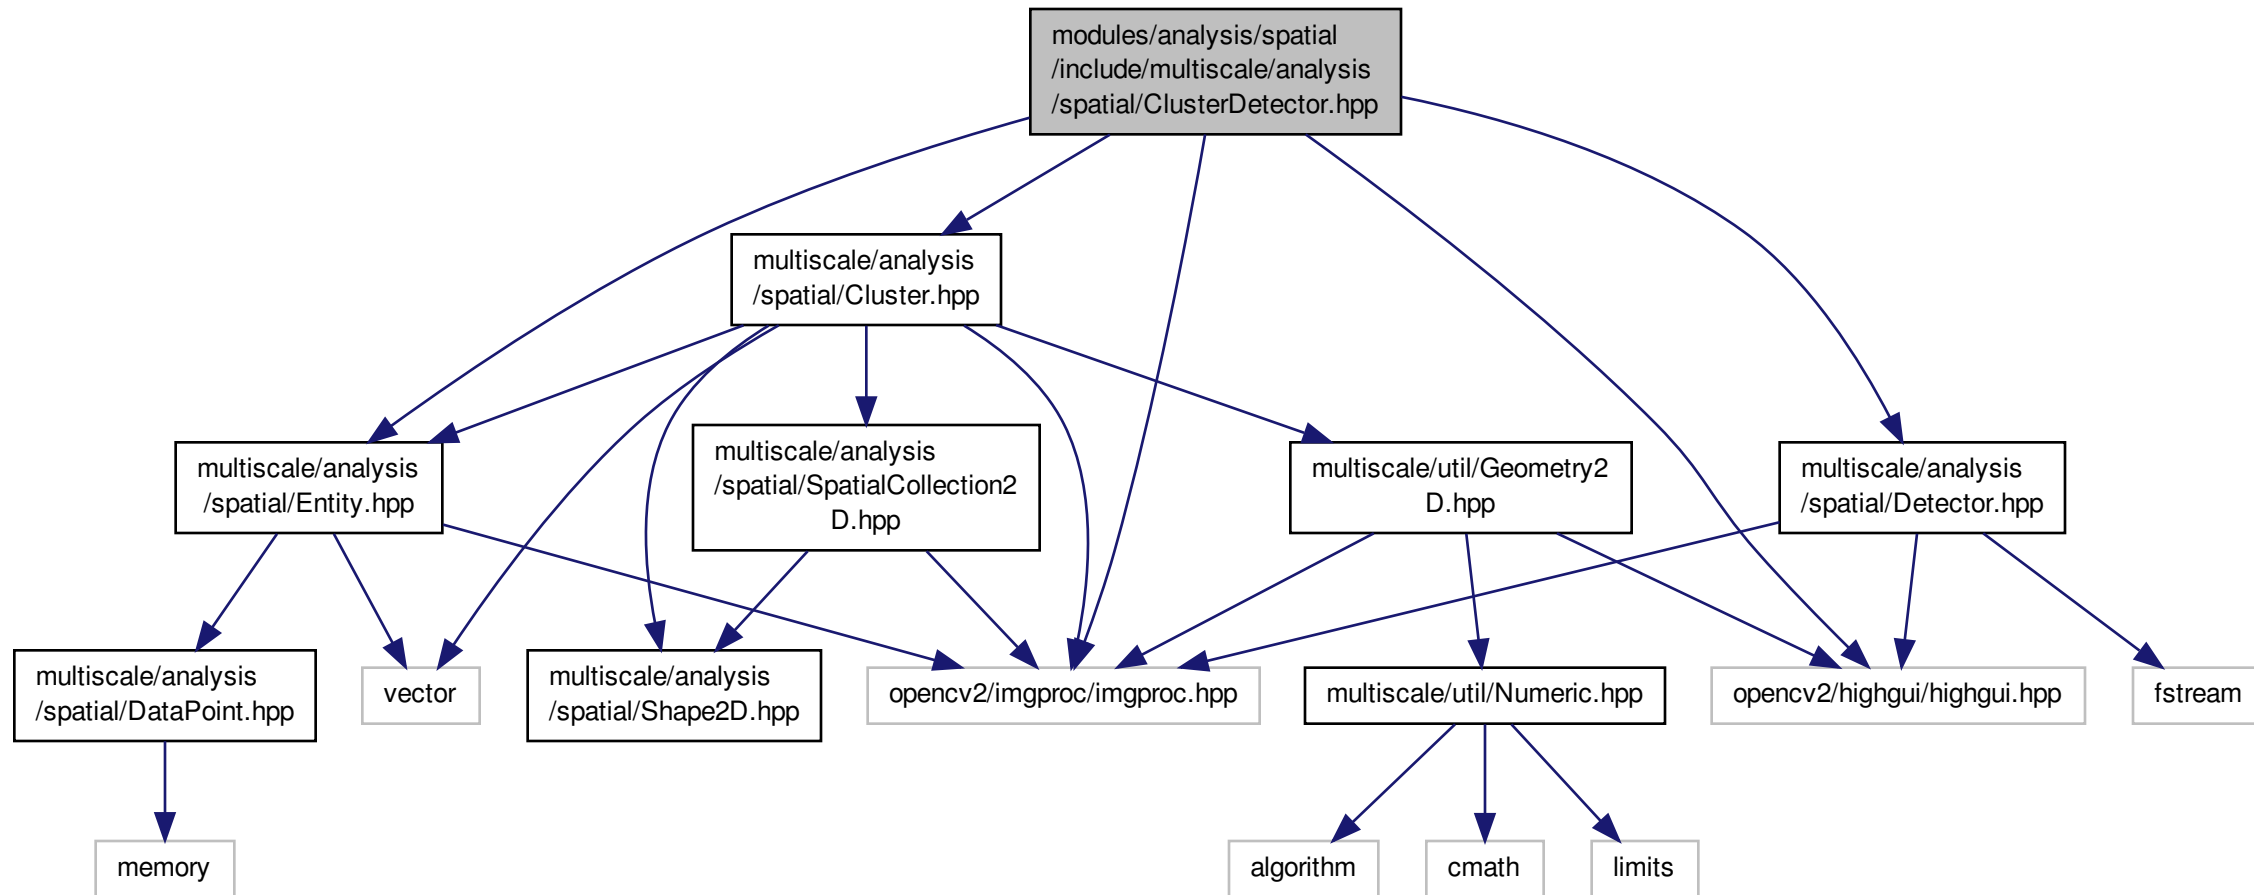 modules/analysis/spatial
/include/multiscale/analysis
/spatial/ClusterDetector.hpp
multiscale/analysis
/spatial/Cluster.hpp
multiscale/analysis
/spatial/Entity.hpp
multiscale/analysis
/spatial/SpatialCollection2
D.hpp
multiscale/util/Geometry2
D.hpp
multiscale/analysis
/spatial/Detector.hpp
multiscale/analysis
/spatial/DataPoint.hpp
vector
multiscale/analysis
/spatial/Shape2D.hpp
opencv2/imgproc/imgproc.hpp
multiscale/util/Numeric.hpp
opencv2/highgui/highgui.hpp
fstream
memory
algorithm
cmath
limits